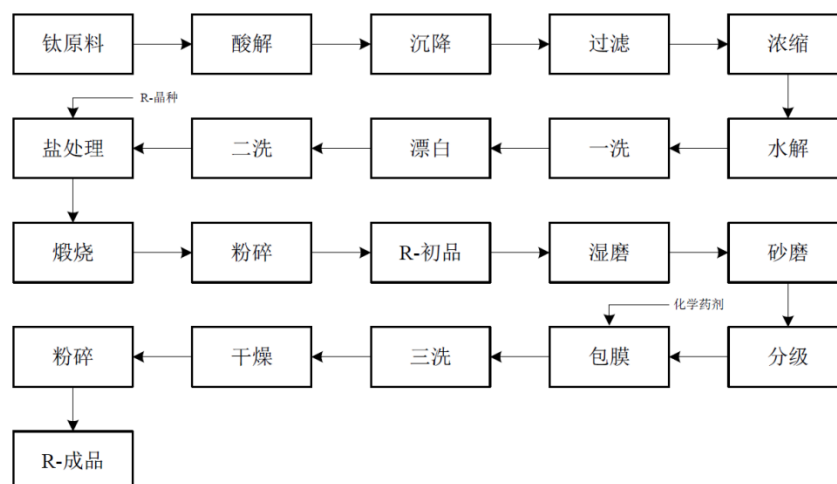 钛原料
酸解
沉降
过滤
浓缩
R-晶种
盐处理
二洗
漂白
一洗
水解
煅烧
粉碎
R-初品
湿磨
砂磨
化学药剂
粉碎
干燥
三洗
包膜
分级
R-成品